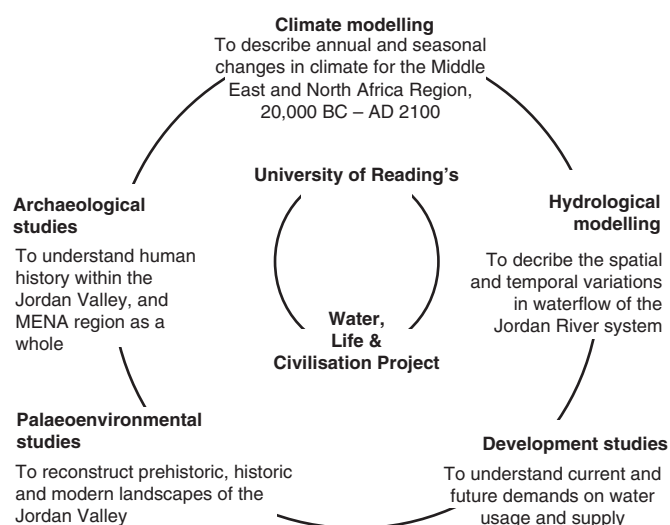 Climate modelling
To describe annual and seasonal
changes in climate for the Middle
East and North Africa Region,
20,000 BC – AD 2100
University of Reading's
Water,
Life &
Civilisation Project
Hydrological
modelling
To decribe the spatial
and temporal variations
in waterflow of the
Jordan River system
Development studies
To understand current and
future demands on water
usage and supply
Palaeoenvironmental
studies
To reconstruct prehistoric, historic
and modern landscapes of the
Jordan Valley
Archaeological
studies
To understand human
history within the
Jordan Valley, and
MENA region as a
whole